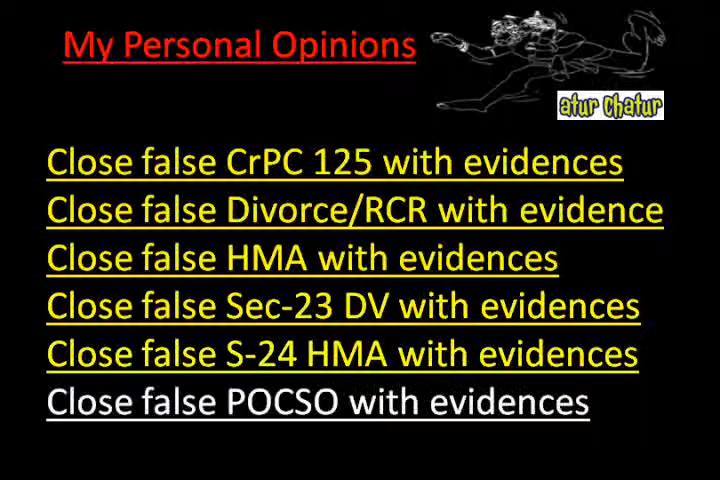 My Personal Opinions
atur Chatur
Close false CrPC 125 with evidences
Close false Divorce/RCR with evidence
Close false HMA with evidences
Close false Sec-23 DV with evidences
Close false S-24 HMA with evidences
Close false POCSO with evidences